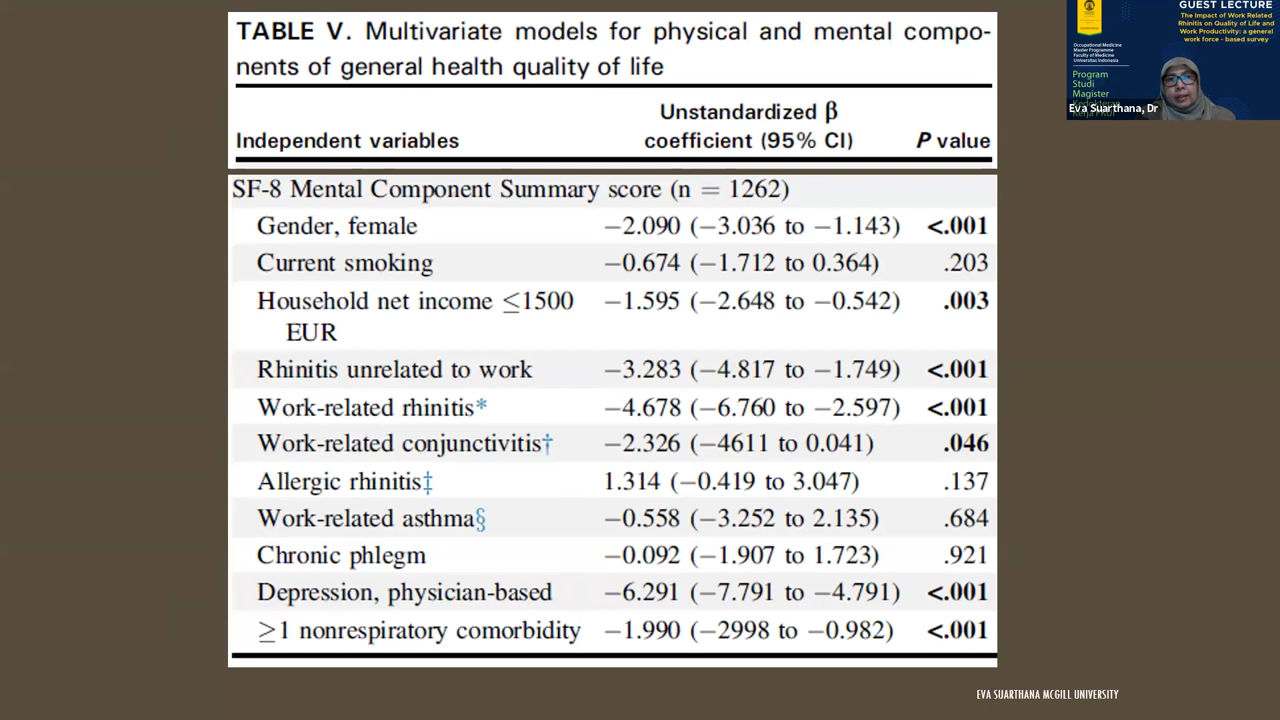 TABLE V. Multivariate models for physical and mental compo-
nents of general health quality of life
Independent variables
Unstandardized β
coefficient (95% CI)
P value
SF-8 Mental Component Summary score (n = 1262)
Gender, female −2.090 (−3.036 to −1.143) <.001
Current smoking −0.674 (−1.712 to 0.364) .203
Household net income ≤1500 −1.595 (−2.648 to −0.542) .003
EUR
Rhinitis unrelated to work −3.283 (−4.817 to −1.749) <.001
Work-related rhinitis* −4.678 (−6.760 to −2.597) <.001
Work-related conjunctivitis† −2.326 (−4611 to 0.041) .046
Allergic rhinitis‡ 1.314 (−0.419 to 3.047) .137
Work-related asthma§ −0.558 (−3.252 to 2.135) .684
Chronic phlegm −0.092 (−1.907 to 1.723) .921
Depression, physician-based −6.291 (−7.791 to −4.791) <.001
≥1 nonrespiratory comorbidity −1.990 (−2998 to −0.982) <.001
GUEST LECTURE
The Impact of Work Related
Rhinitis on Quality of Life and
Work Productivity: a general
work force - based survey
Occupational Medicine
Master Programme
Faculty of Medicine
Universitas Indonesia
Program
Studi
Magister
Eva Suarthana, Dr
EVA SUARTHANA MCGILL UNIVERSITY